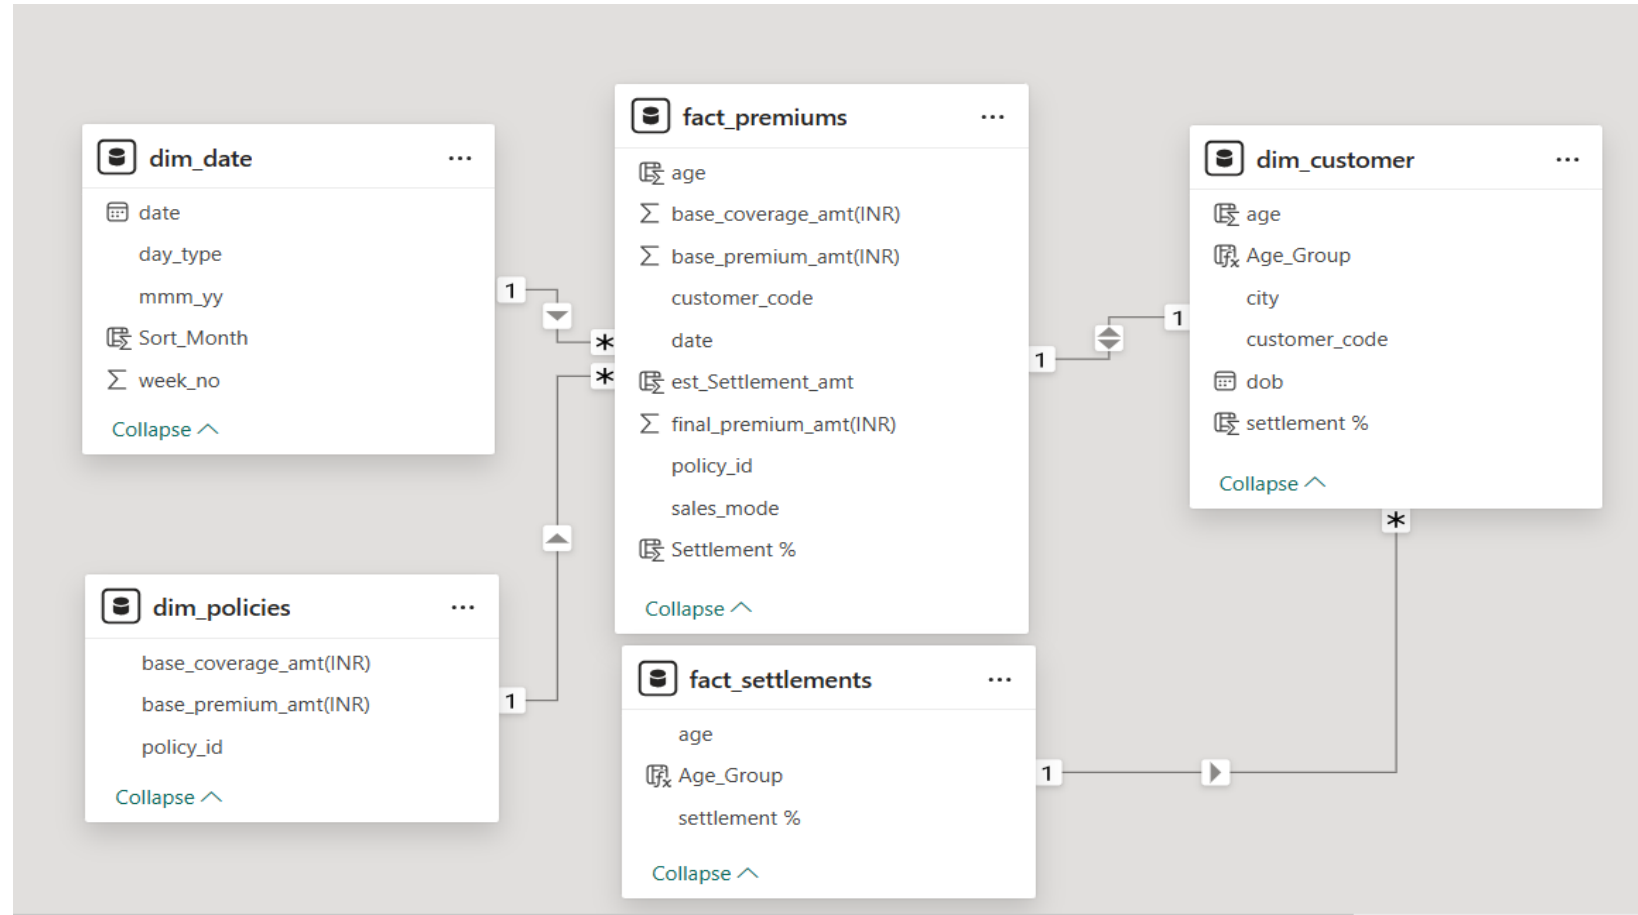 dim_date
...
date
day_type
mmm_yy
Sort_Month
∑ week_no
Collapse
1
*
fact_premiums
...
age
∑ base_coverage_amt(INR)
∑ base_premium_amt(INR)
customer_code
date
est_Settlement_amt
∑ final_premium_amt(INR)
policy_id
sales_mode
Settlement %
Collapse
1
1
dim_customer
...
age
Age_Group
city
customer_code
dob
settlement %
Collapse
*
dim_policies
...
base_coverage_amt(INR)
base_premium_amt(INR)
policy_id
Collapse
1
*
fact_settlements
...
age
Age_Group
settlement %
Collapse
1